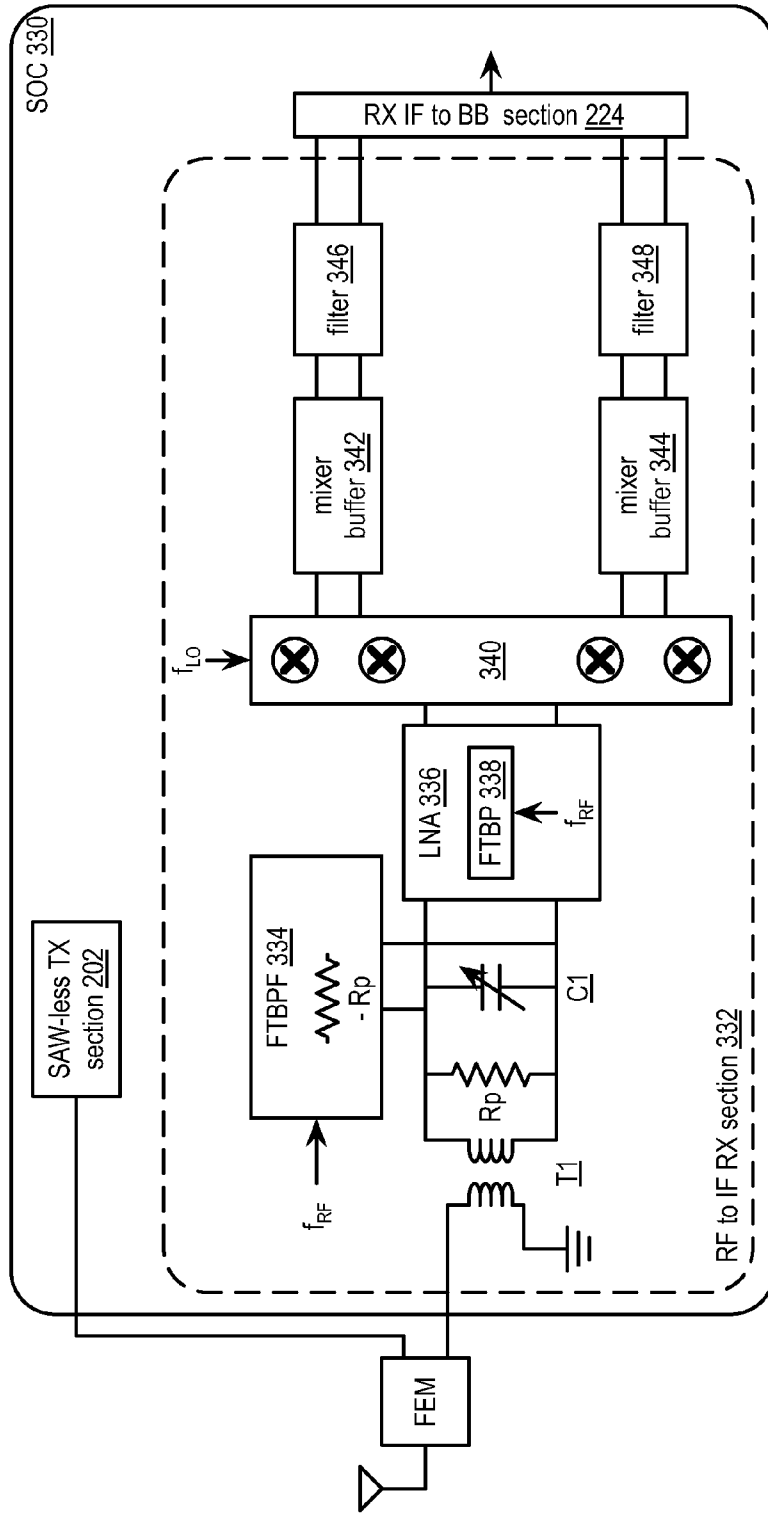 SOC 330
SAW-less TX
section 202
FEM
f_RF
FTBPF 334
- Rp
f_LO
T1
Rp
C1
LNA 336
FTBP 338
f_RF
340
mixer
buffer 342
filter 346
mixer
buffer 344
filter 348
RX IF to BB section 224
RF to IF RX section 332